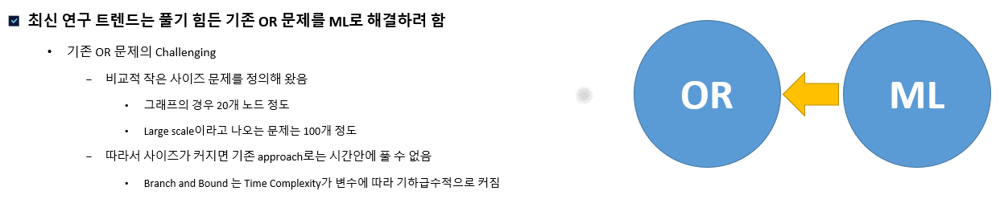 최신 연구 트렌드는 풀기 힘든 기존 OR 문제를 ML로 해결하려 함
• 기존 OR 문제의 Challenging
– 비교적 작은 사이즈 문제를 정의해 왔음
• 그래프의 경우 20개 노드 정도
• Large scale이라고 나오는 문제는 100개 정도
– 따라서 사이즈가 커지면 기존 approach로는 시간안에 풀 수 없음
• Branch and Bound 는 Time Complexity가 변수에 따라 기하급수적으로 커짐
OR
ML